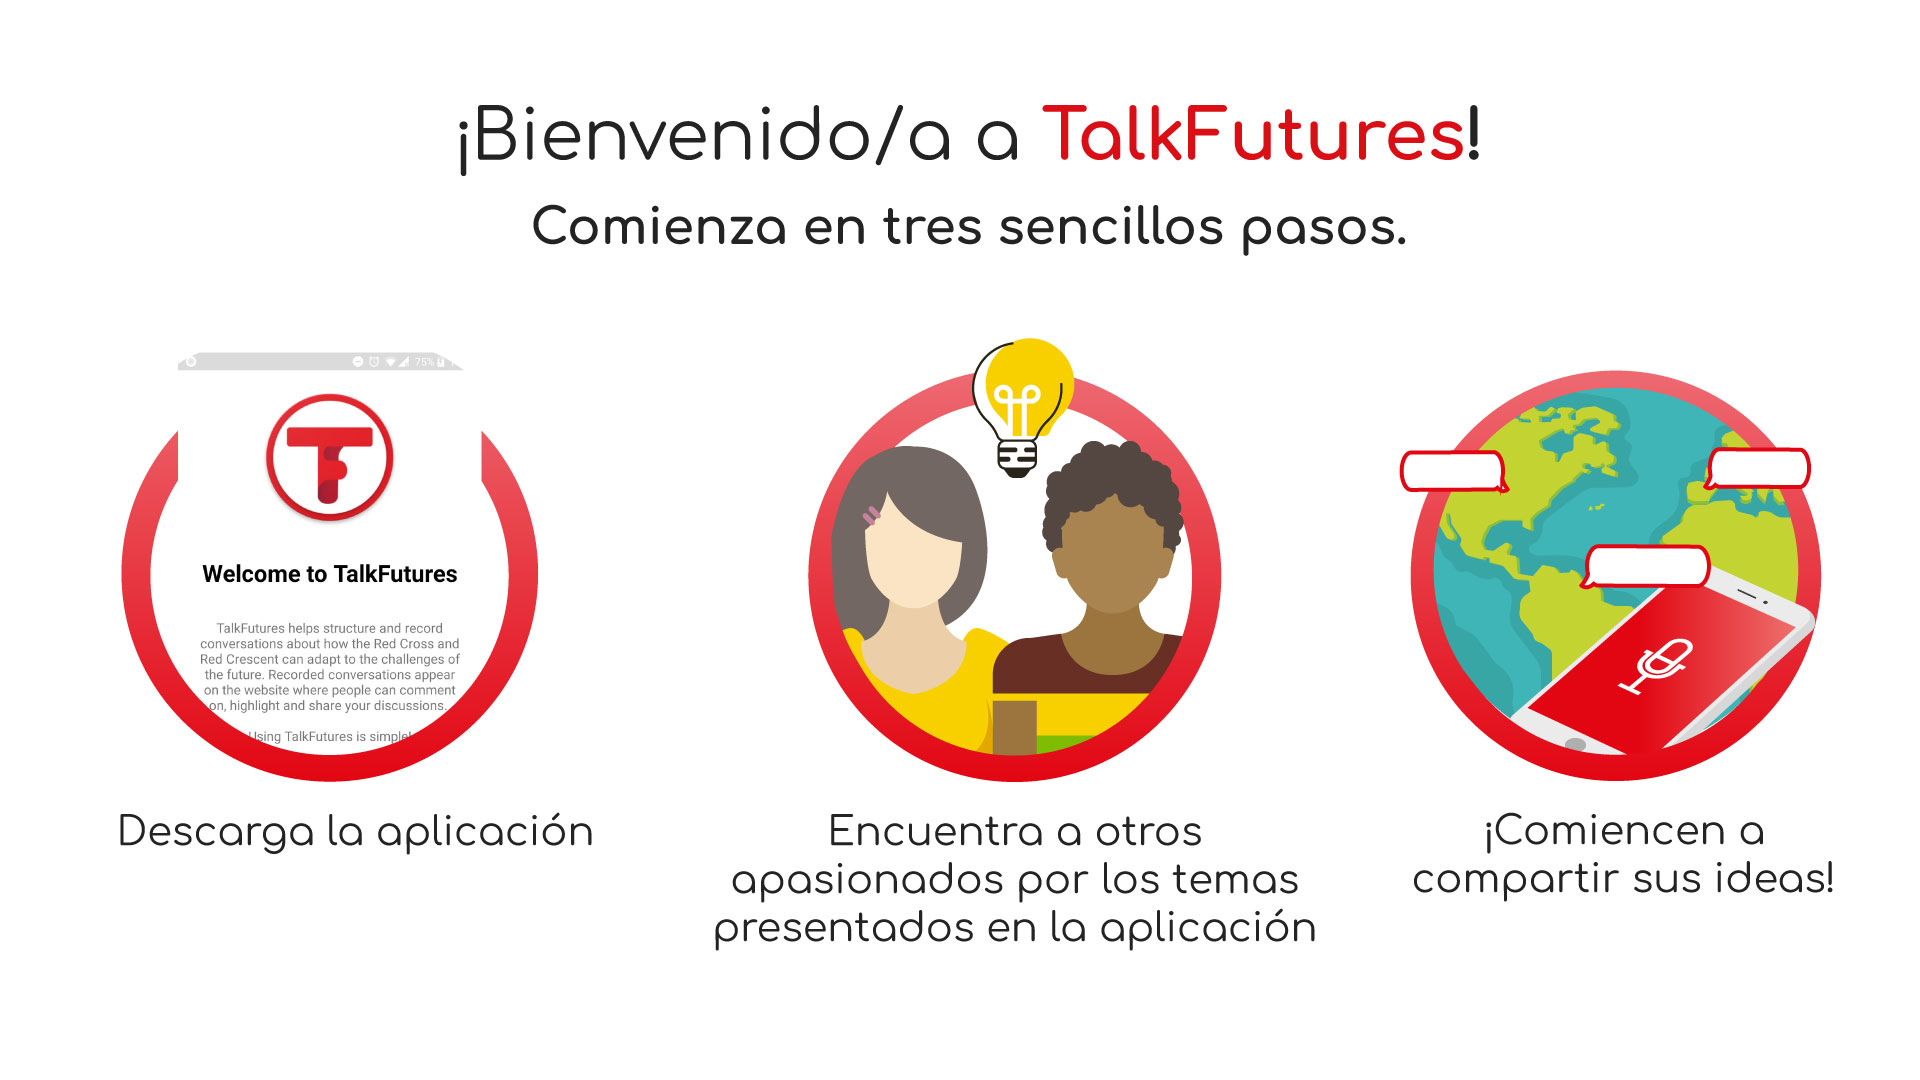 ¡Bienvenido/a a TalkFutures!
Comienza en tres sencillos pasos.
75%
TF
Welcome to TalkFutures
TalkFutures helps structure and record
conversations about how the Red Cross and
Red Crescent can adapt to the challenges of
the future. Recorded conversations appear
on the website where people can comment
on, highlight and share your discussions.
Using TalkFutures is simple!
Descarga la aplicación
Encuentra a otros
apasionados por los temas
presentados en la aplicación
¡Comiencen a
compartir sus ideas!